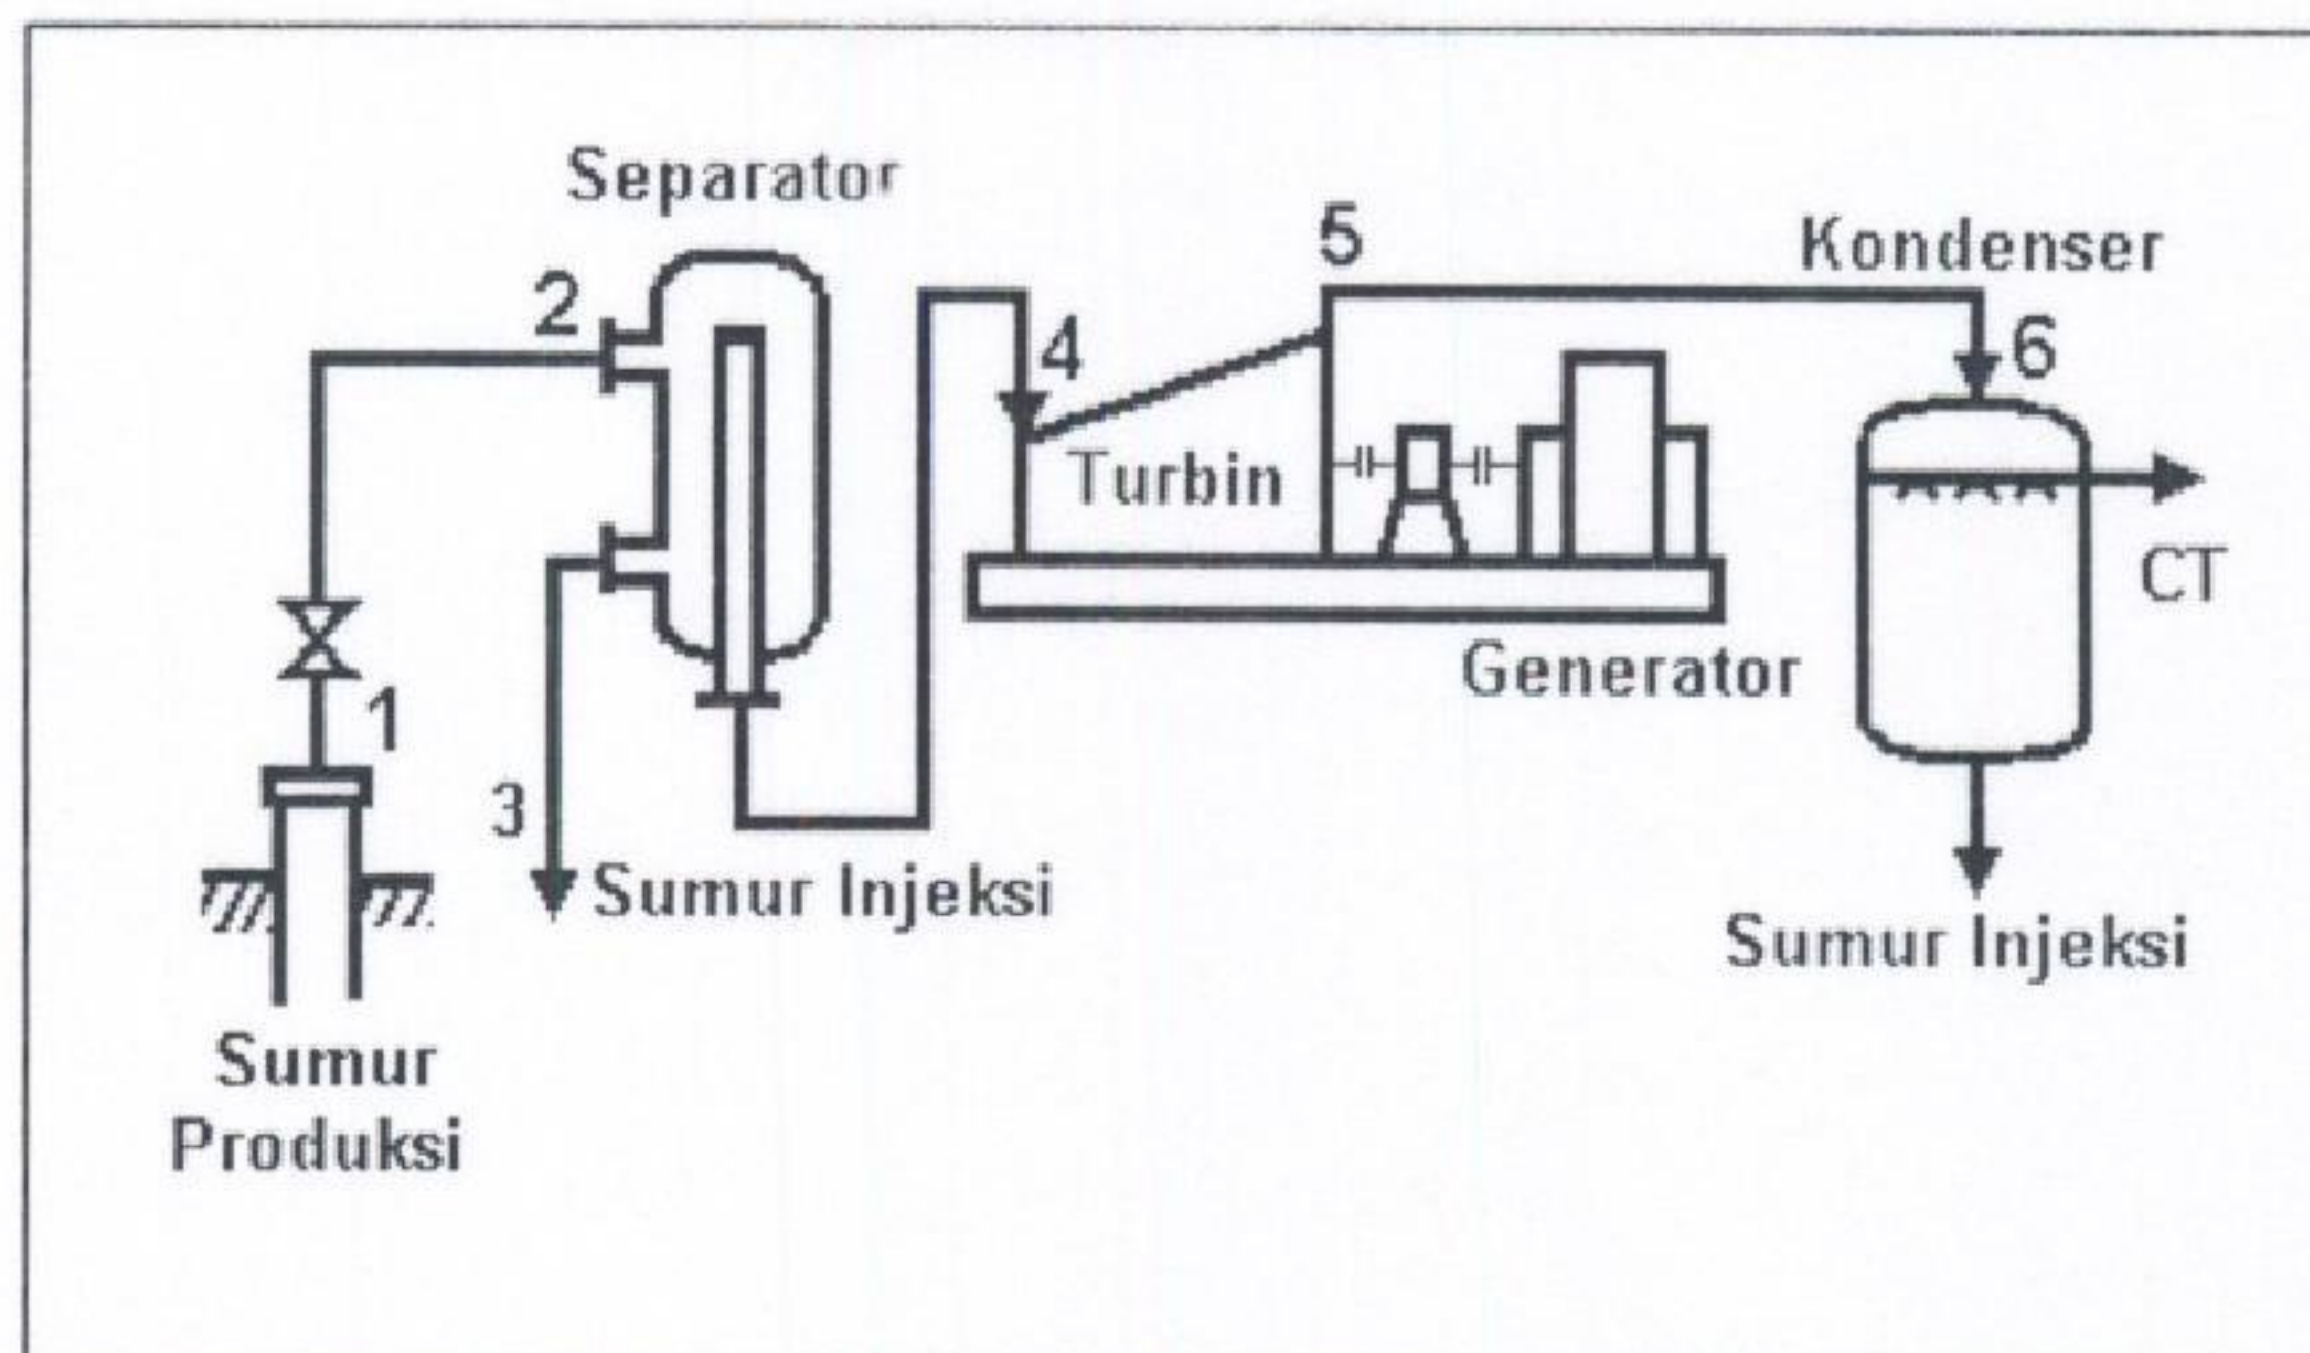 Separator
5
Kondenser
2
4
6
Turbin
CT
Generator
1
3
Sumur Injeksi
Sumur Injeksi
Sumur
Produksi